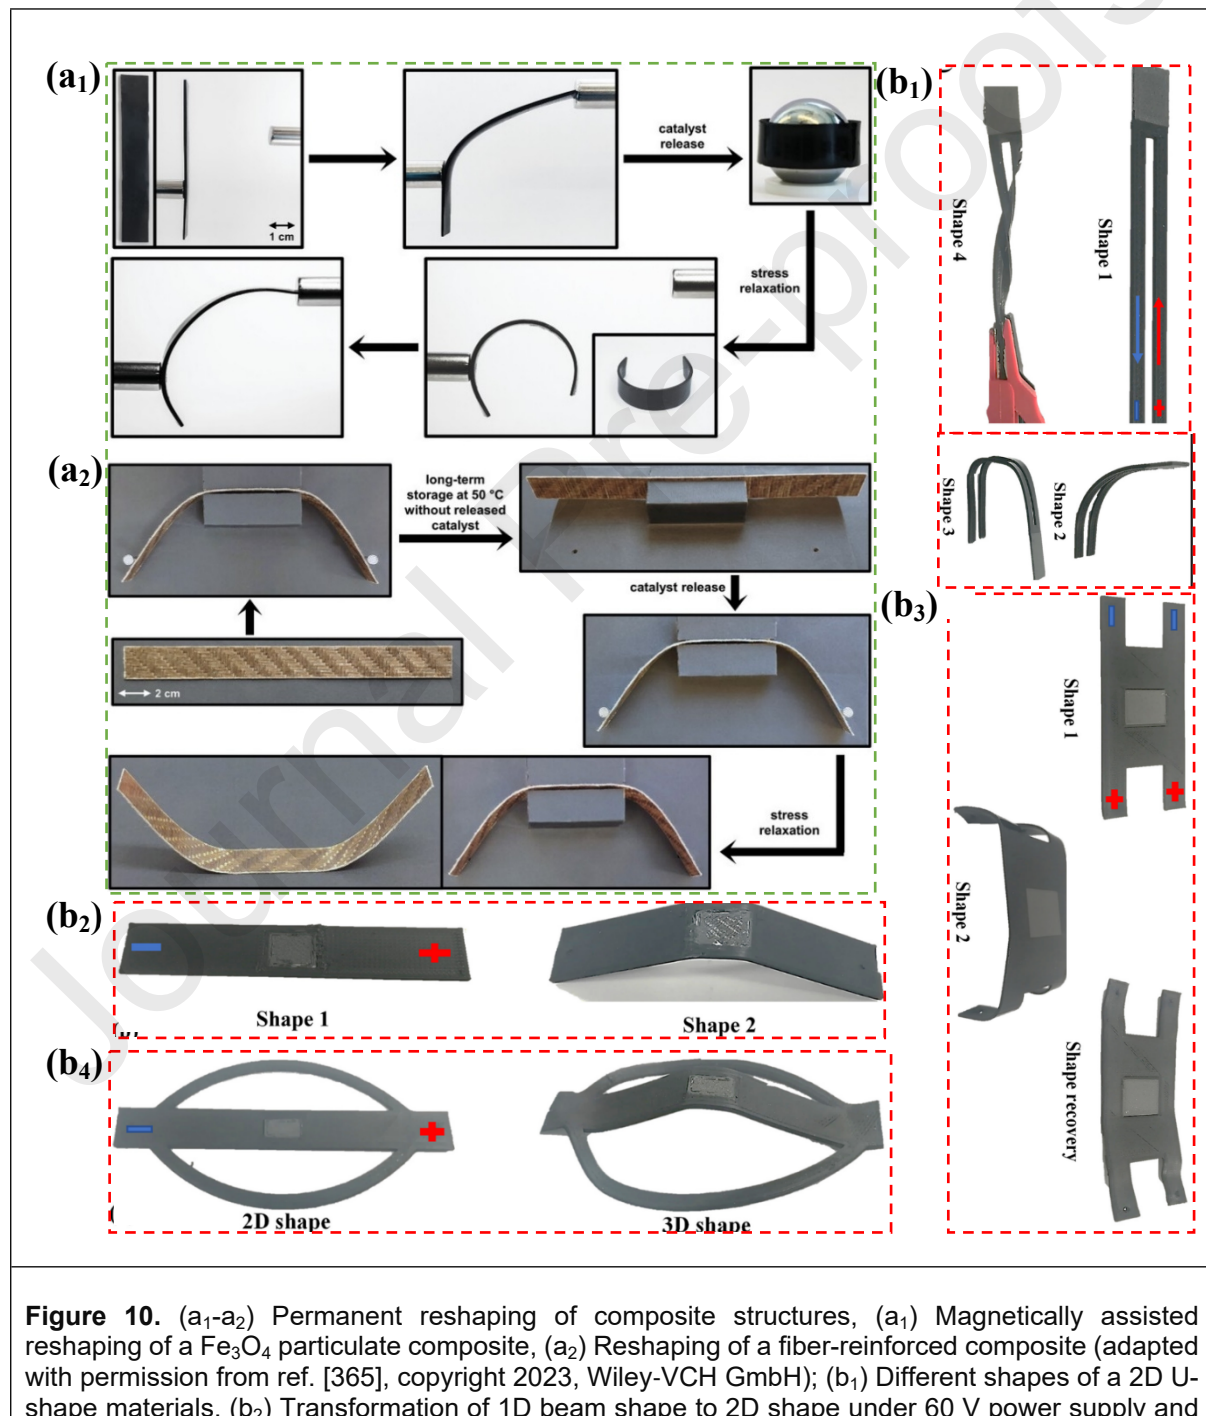 (a1)
1 cm
catalyst
release
stress
relaxation
(b1)
Shape 4
Shape 1
Shape 3
Shape 2
(a2)
long-term
storage at 50 °C
without released
catalyst
catalyst release
2 cm
stress
relaxation
(b3)
Shape 1
Shape 2
Shape recovery
(b2)
Shape 1
Shape 2
(b4)
2D shape
3D shape
Journal Pre-proofs
Figure 10. (a1-a2) Permanent reshaping of composite structures, (a1) Magnetically assisted
reshaping of a Fe3O4 particulate composite, (a2) Reshaping of a fiber-reinforced composite (adapted
with permission from ref. [365], copyright 2023, Wiley-VCH GmbH); (b1) Different shapes of a 2D U-
shape materials, (b2) Transformation of 1D beam shape to 2D shape under 60 V power supply and